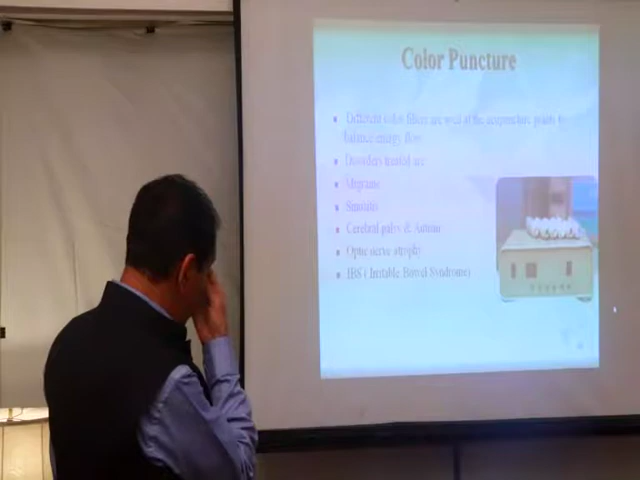 Color Puncture
Different color filters are used at the acupuncture points to
balance energy flow
Disorders treated are
Migraine
Sinusitis
Cerebral palsy & Autism
Optic nerve atrophy
IBS ( Irritable Bowel Syndrome)